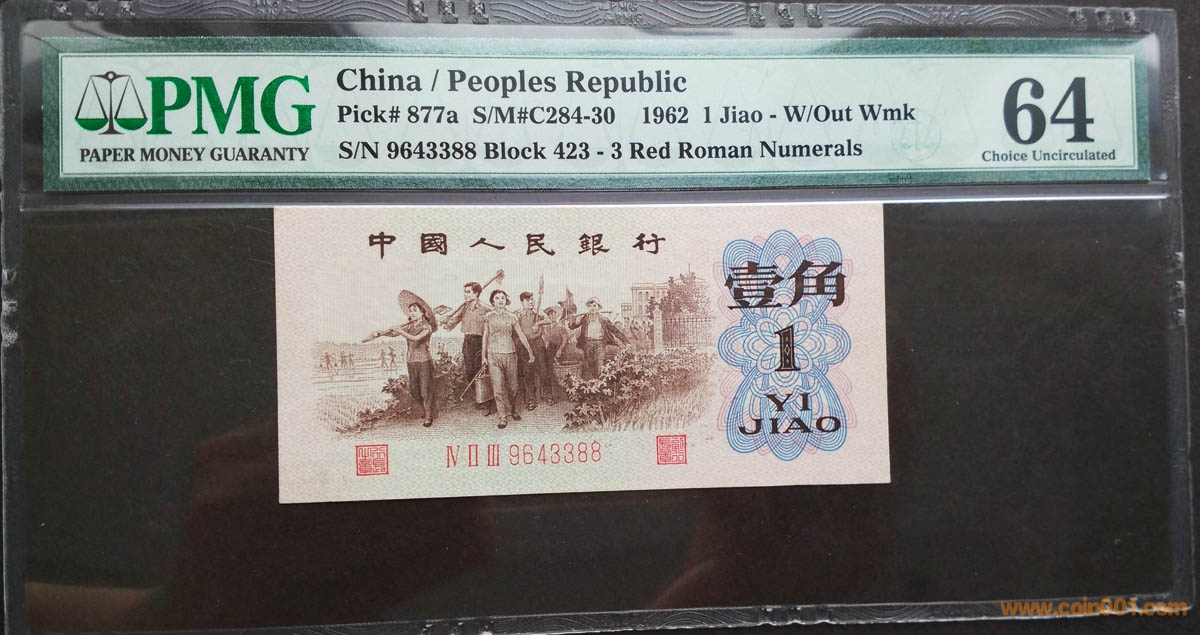 PMG
PAPER MONEY GUARANTY
China / Peoples Republic
Pick# 877a S/M#C284-30 1962 1 Jiao - W/Out Wmk
S/N 9643388 Block 423 - 3 Red Roman Numerals
64
Choice Uncirculated
中國人民銀行
壹角
1
YI
JIAO
Ⅳ Ⅱ Ⅲ 9643388
www.coin001.com